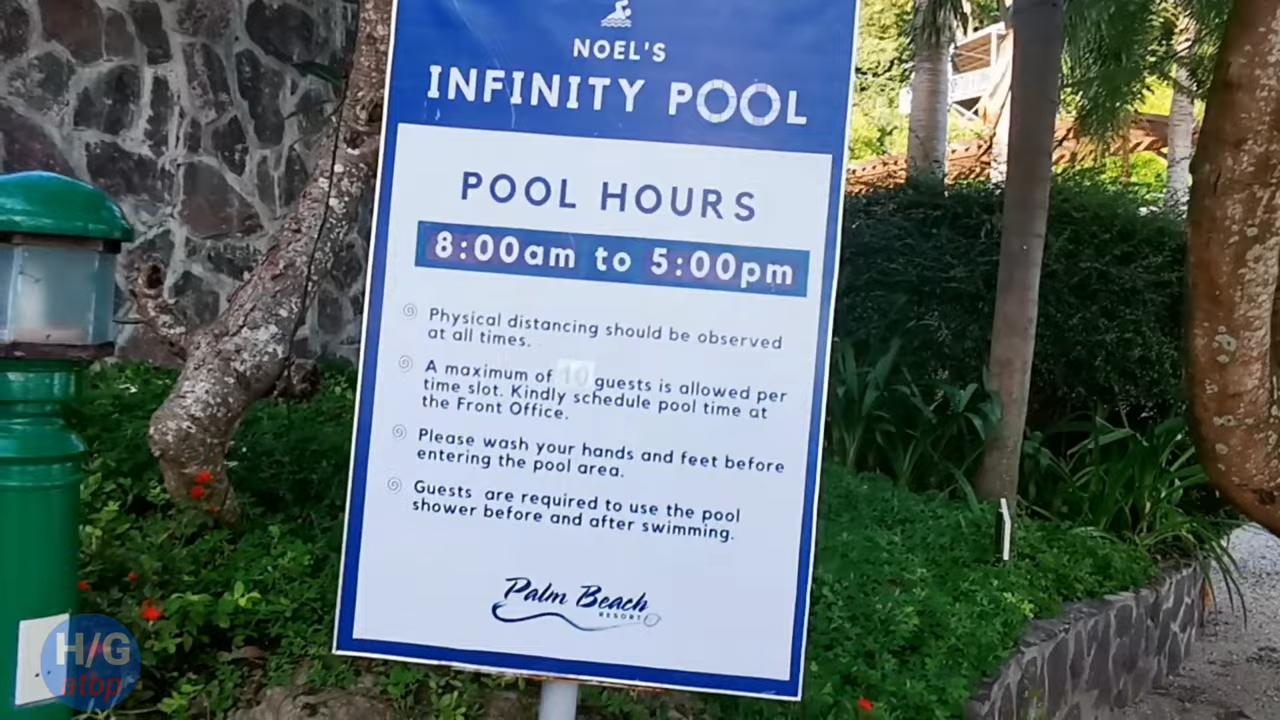 NOEL'S
INFINITY POOL
POOL HOURS
8:00am to 5:00pm
Physical distancing should be observed
at all times.
A maximum of 10 guests is allowed per
time slot. Kindly schedule pool time at
the Front Office.
Please wash your hands and feet before
entering the pool area.
Guests are required to use the pool
shower before and after swimming.
Palm Beach
RESORT
H/G
atbp